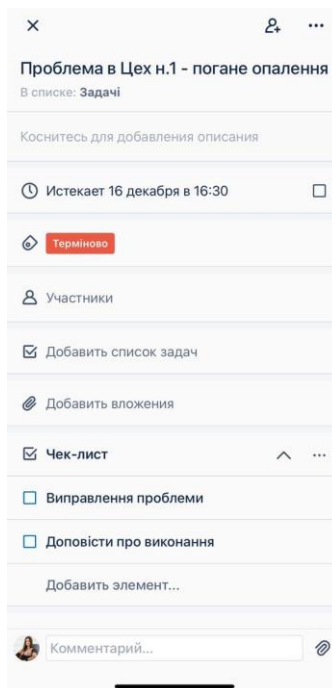 Проблема в Цех н.1 - погане опалення
В списке: Задачі
Коснитесь для добавления описания
Истекает 16 декабря в 16:30
Терміново
Участники
Добавить список задач
Добавить вложения
Чек-лист
Виправлення проблеми
Доповісти про виконання
Добавить элемент...
Комментарий...